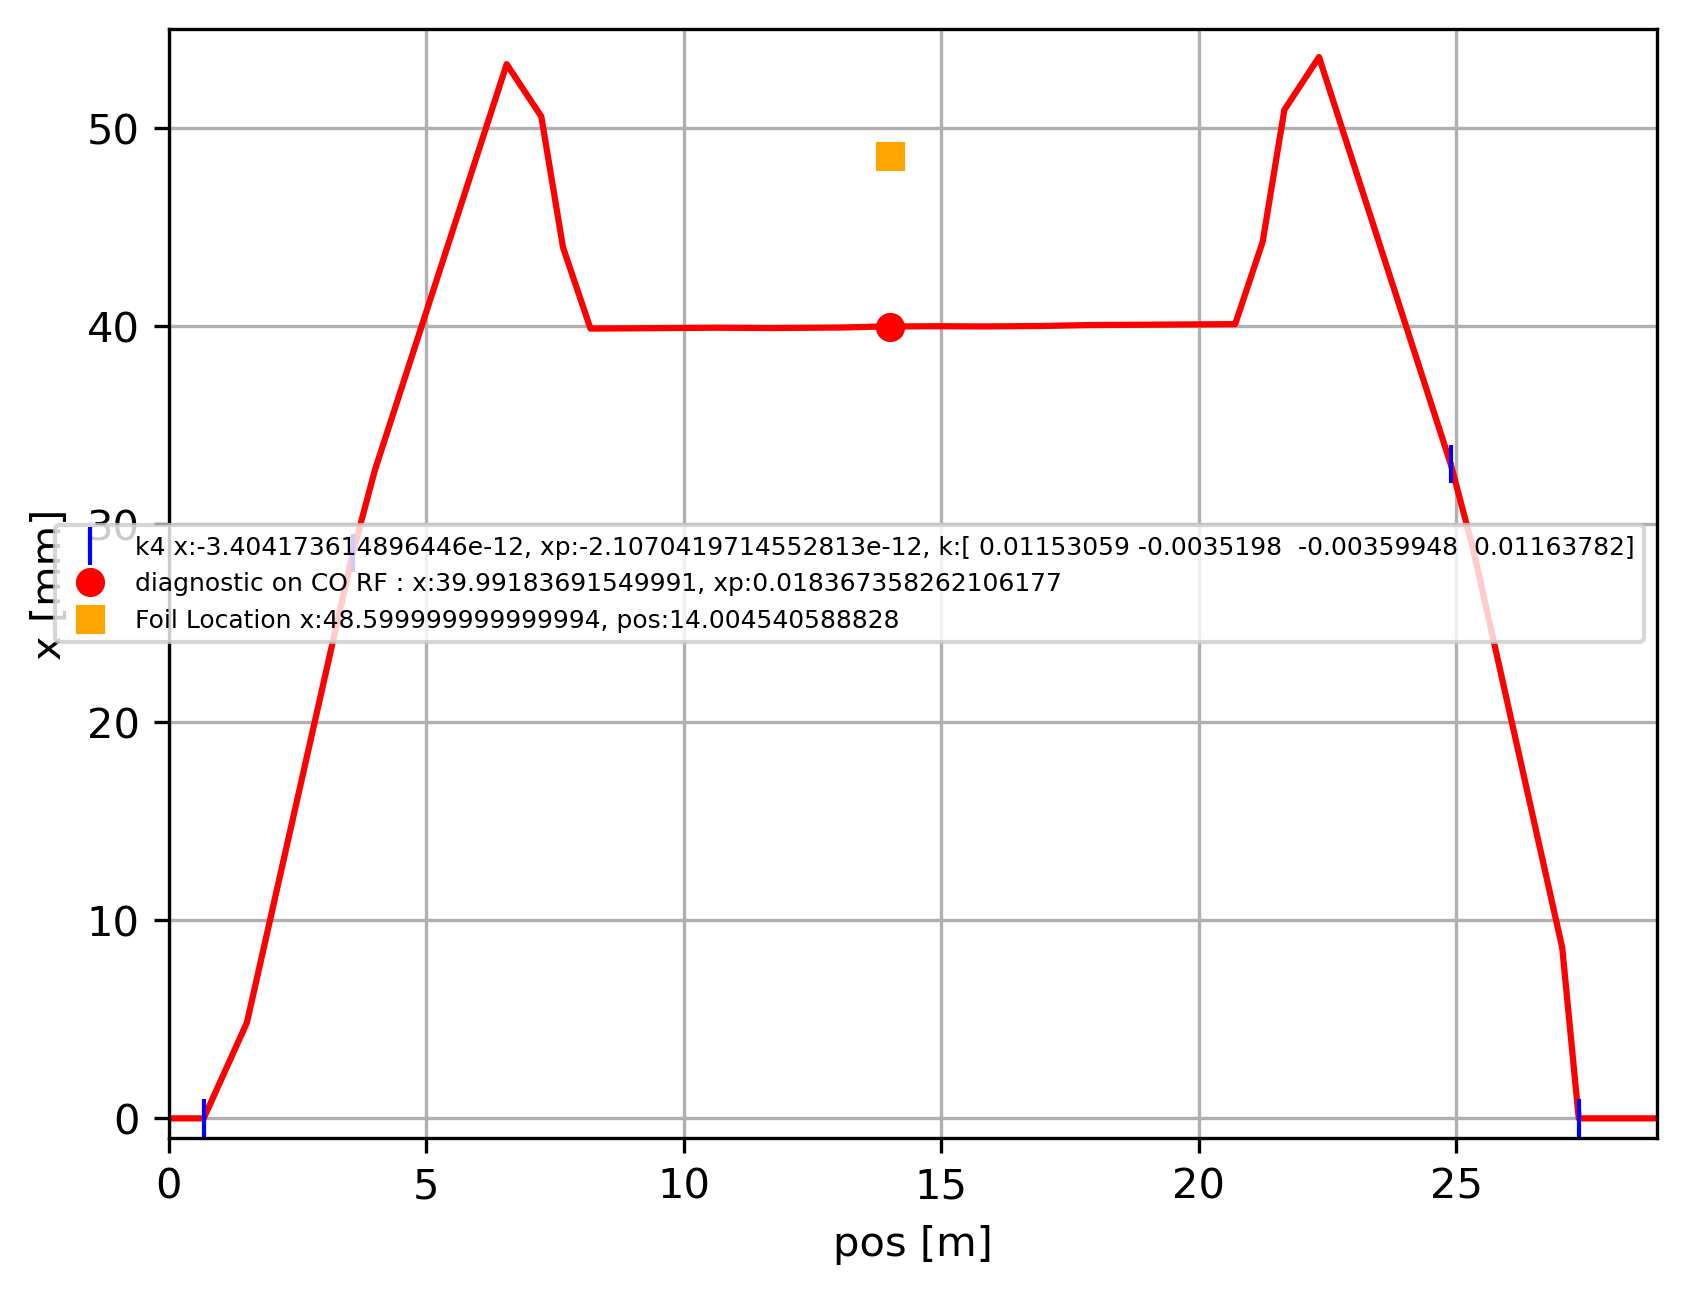 50
40
30
20
10
0
x [mm]
k4 x:-3.404173614896446e-12, xp:-2.1070419714552813e-12, k:[ 0.01153059 -0.0035198  -0.00359948  0.01163782]
diagnostic on CO RF : x:39.99183691549991, xp:0.018367358262106177
Foil Location x:48.599999999999994, pos:14.004540588828
0 5 10 15 20 25
pos [m]